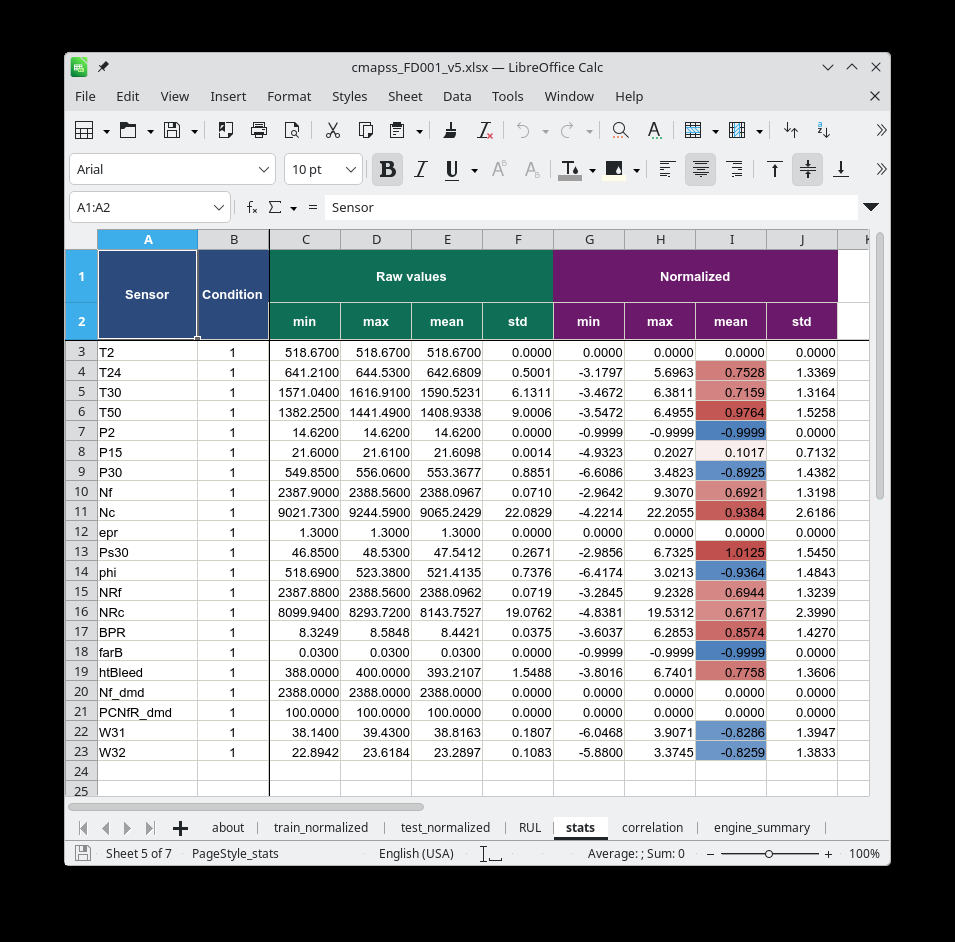 cmapss_FD001_v5.xlsx — LibreOffice Calc
File Edit View Insert Format Styles Sheet Data Tools Window Help
Arial 10 pt
A1:A2 fx Σ = Sensor
A B C D E F G H I J
1 Sensor Condition Raw values Normalized
2 min max mean std min max mean std
3 T2 1 518.6700 518.6700 518.6700 0.0000 0.0000 0.0000 0.0000 0.0000
4 T24 1 641.2100 644.5300 642.6809 0.5001 -3.1797 5.6963 0.7528 1.3369
5 T30 1 1571.0400 1616.9100 1590.5231 6.1311 -3.4672 6.3811 0.7159 1.3164
6 T50 1 1382.2500 1441.4900 1408.9338 9.0006 -3.5472 6.4955 0.9764 1.5258
7 P2 1 14.6200 14.6200 14.6200 0.0000 -0.9999 -0.9999 -0.9999 0.0000
8 P15 1 21.6000 21.6100 21.6098 0.0014 -4.9323 0.2027 0.1017 0.7132
9 P30 1 549.8500 556.0600 553.3677 0.8851 -6.6086 3.4823 -0.8925 1.4382
10 Nf 1 2387.9000 2388.5600 2388.0967 0.0710 -2.9642 9.3070 0.6921 1.3198
11 Nc 1 9021.7300 9244.5900 9065.2429 22.0829 -4.2214 22.2055 0.9384 2.6186
12 epr 1 1.3000 1.3000 1.3000 0.0000 0.0000 0.0000 0.0000 0.0000
13 Ps30 1 46.8500 48.5300 47.5412 0.2671 -2.9856 6.7325 1.0125 1.5450
14 phi 1 518.6900 523.3800 521.4135 0.7376 -6.4174 3.0213 -0.9364 1.4843
15 NRf 1 2387.8800 2388.5600 2388.0962 0.0719 -3.2845 9.2328 0.6944 1.3239
16 NRc 1 8099.9400 8293.7200 8143.7527 19.0762 -4.8381 19.5312 0.6717 2.3990
17 BPR 1 8.3249 8.5848 8.4421 0.0375 -3.6037 6.2853 0.8574 1.4270
18 farB 1 0.0300 0.0300 0.0300 0.0000 -0.9999 -0.9999 -0.9999 0.0000
19 htBleed 1 388.0000 400.0000 393.2107 1.5488 -3.8016 6.7401 0.7758 1.3606
20 Nf_dmd 1 2388.0000 2388.0000 2388.0000 0.0000 0.0000 0.0000 0.0000 0.0000
21 PCNfR_dmd 1 100.0000 100.0000 100.0000 0.0000 0.0000 0.0000 0.0000 0.0000
22 W31 1 38.1400 39.4300 38.8163 0.1807 -6.0468 3.9071 -0.8286 1.3947
23 W32 1 22.8942 23.6184 23.2897 0.1083 -5.8800 3.3745 -0.8259 1.3833
24
25
about train_normalized test_normalized RUL stats correlation engine_summary
Sheet 5 of 7 PageStyle_stats English (USA) Average: ; Sum: 0 100%